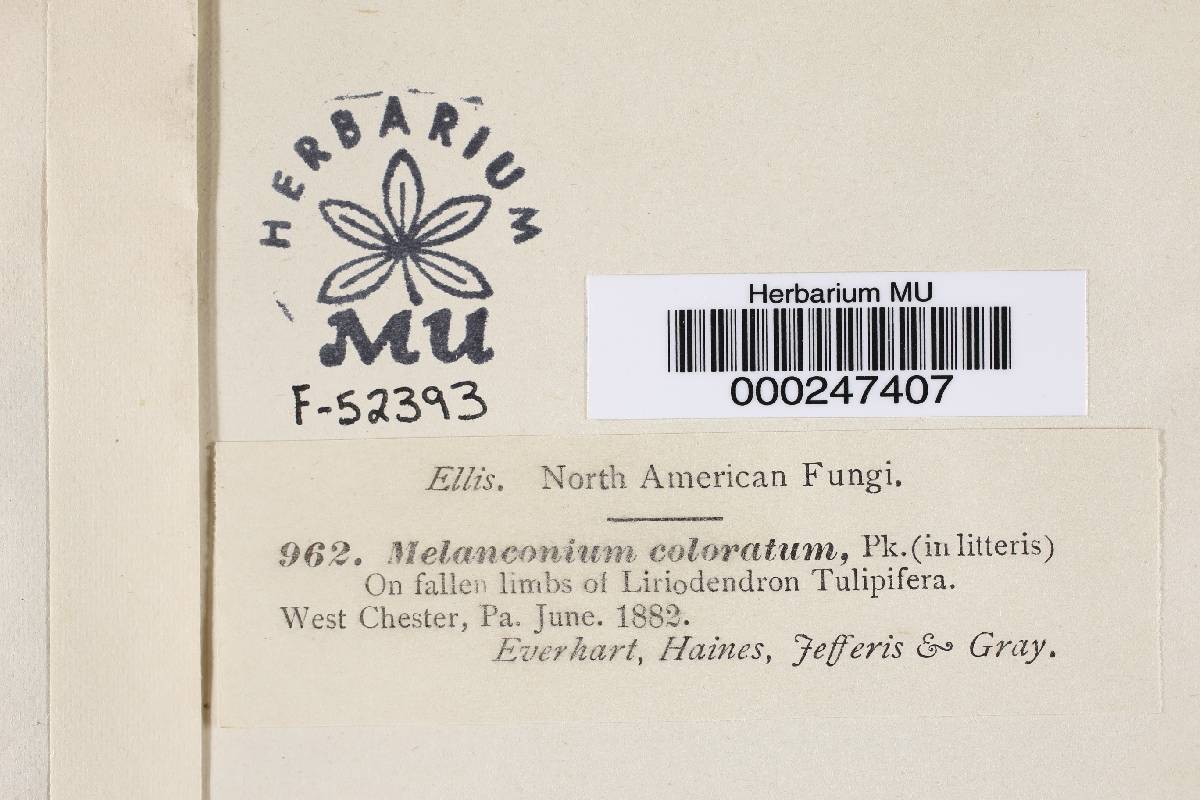 HERBARIUM
MU
F-52393
Herbarium MU
000247407
Ellis. North American Fungi.
962. Melanconium coloratum, Pk. (in litteris)
On fallen limbs of Liriodendron Tulipifera.
West Chester, Pa. June. 1882.
Everhart, Haines, Jefferis & Gray.